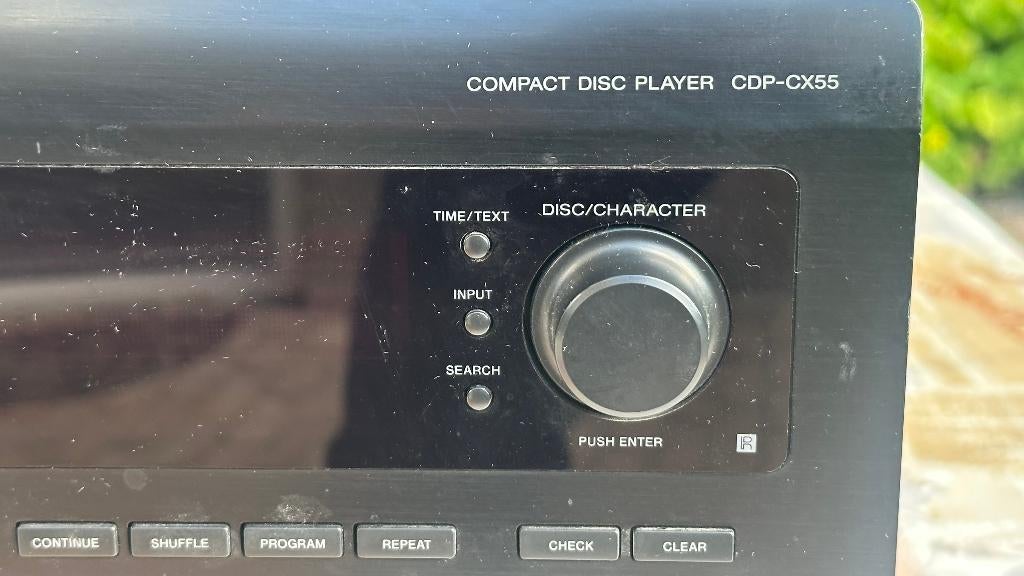 COMPACT DISC PLAYER CDP-CX55
TIME/TEXT
DISC/CHARACTER
INPUT
SEARCH
PUSH ENTER
R
CONTINUE
SHUFFLE
PROGRAM
REPEAT
CHECK
CLEAR